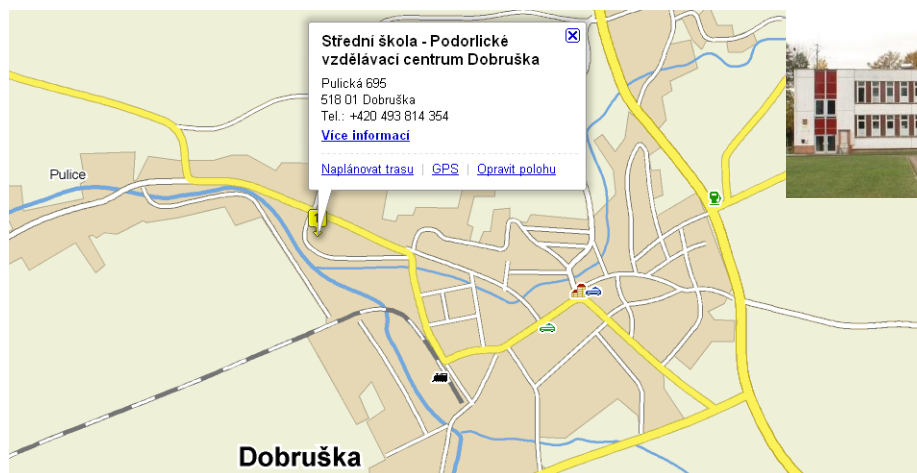 Střední škola - Podorlické
vzdělávací centrum Dobruška
Pulická 695
518 01 Dobruška
Tel.: +420 493 814 354
Více informací
Naplánovat trasu | GPS | Opravit polohu
Pulice
Dobruška